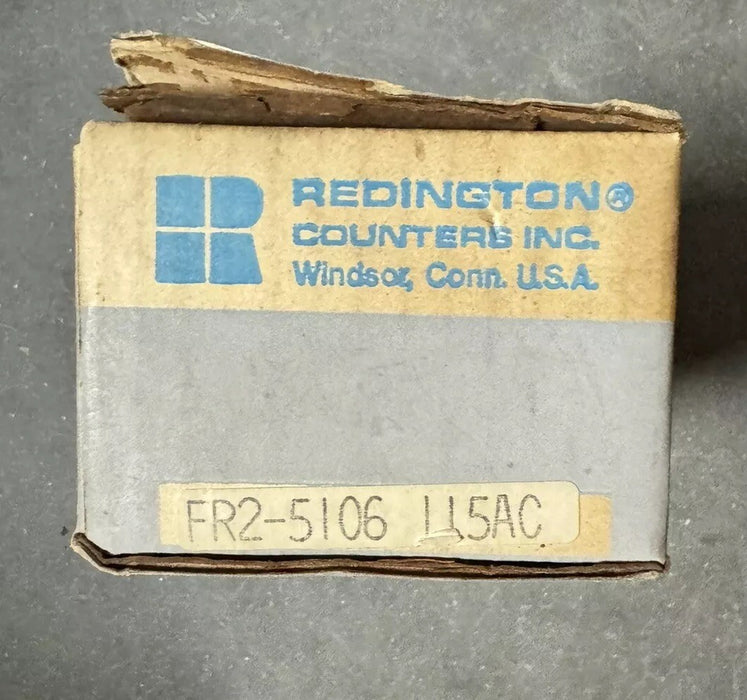 REDINGTON®
COUNTERS INC.
Windsor, Conn. U.S.A.
FR2-5106 115AC